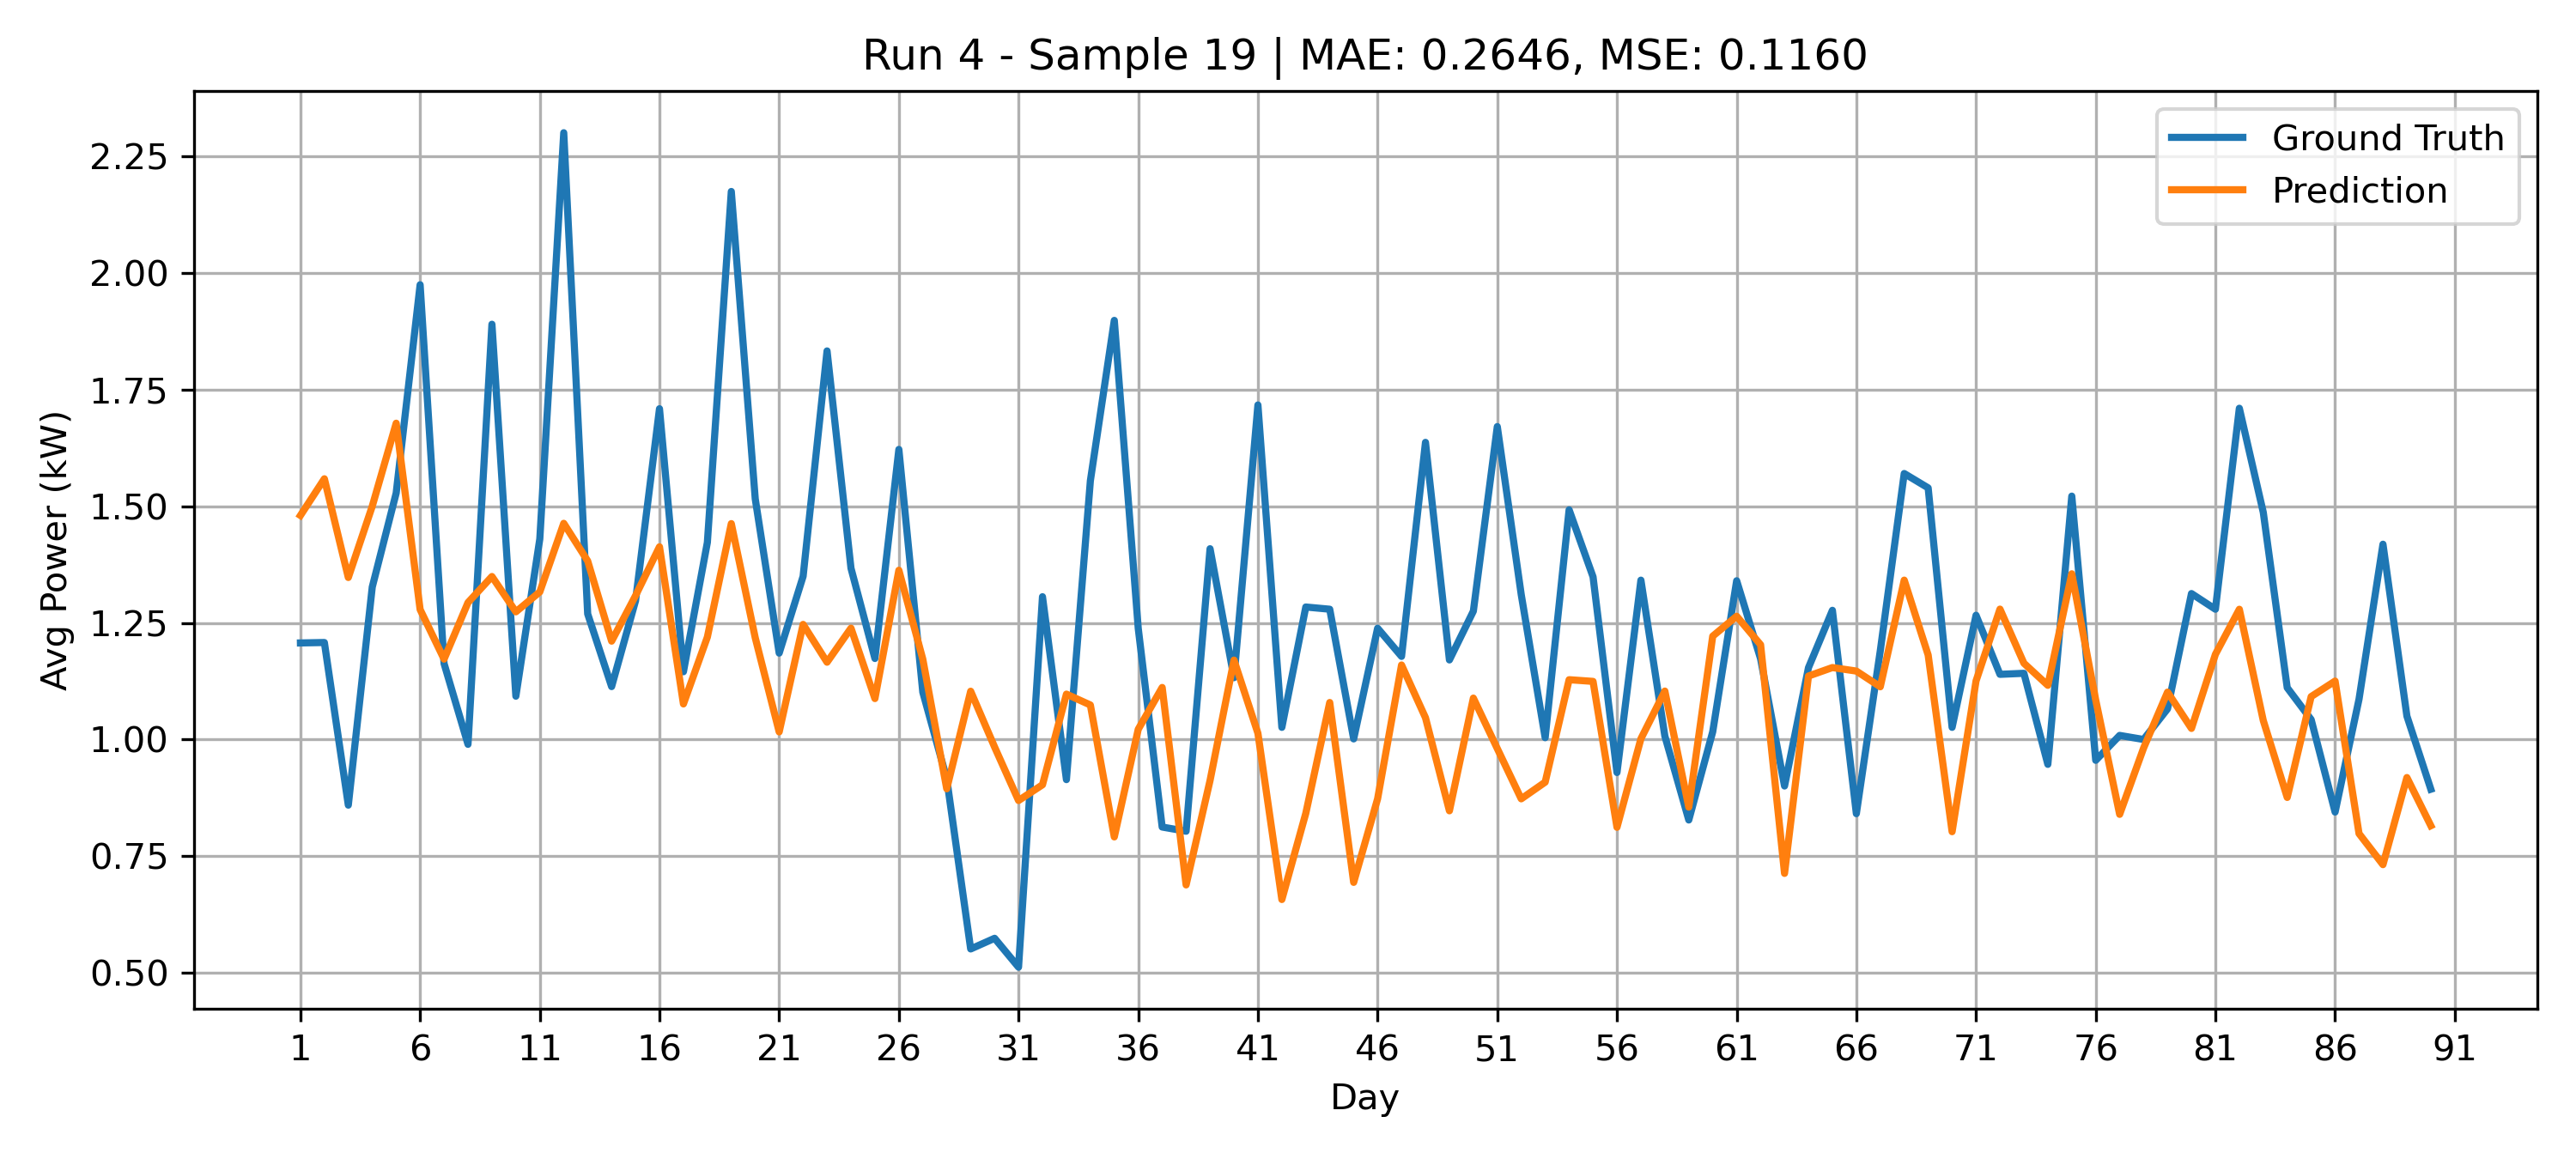 Run 4 - Sample 19 | MAE: 0.2646, MSE: 0.1160
Ground Truth
Prediction
Avg Power (kW)
2.25
2.00
1.75
1.50
1.25
1.00
0.75
0.50
1 6 11 16 21 26 31 36 41 46 51 56 61 66 71 76 81 86 91
Day